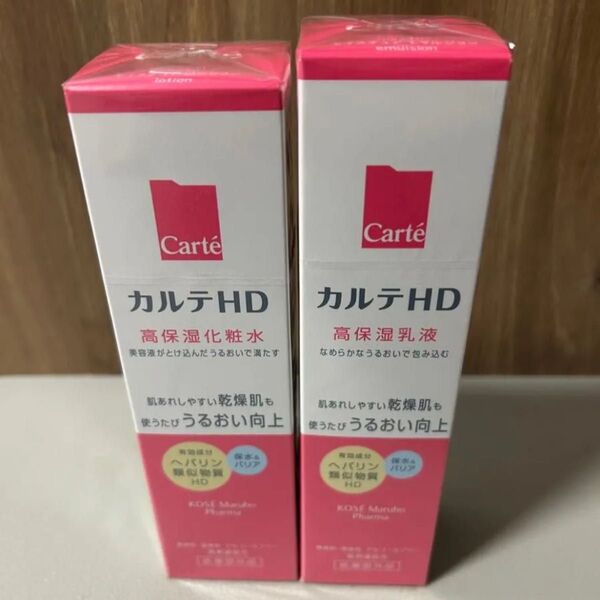 lotion
Carté
カルテHD
高保湿化粧水
美容液がとけ込んだうるおいで満たす
肌あれしやすい乾燥肌も
使うたびうるおい向上
有効成分
ヘパリン
類似物質
HD
保水&
バリア
KOSÉ Maruho
Pharma
医薬部外品
Carté
カルテHD
高保湿乳液
なめらかなうるおいで包み込む
肌あれしやすい乾燥肌も
使うたびうるおい向上
有効成分
ヘパリン
類似物質
HD
保水&
バリア
KOSÉ Maruho
Pharma
医薬部外品